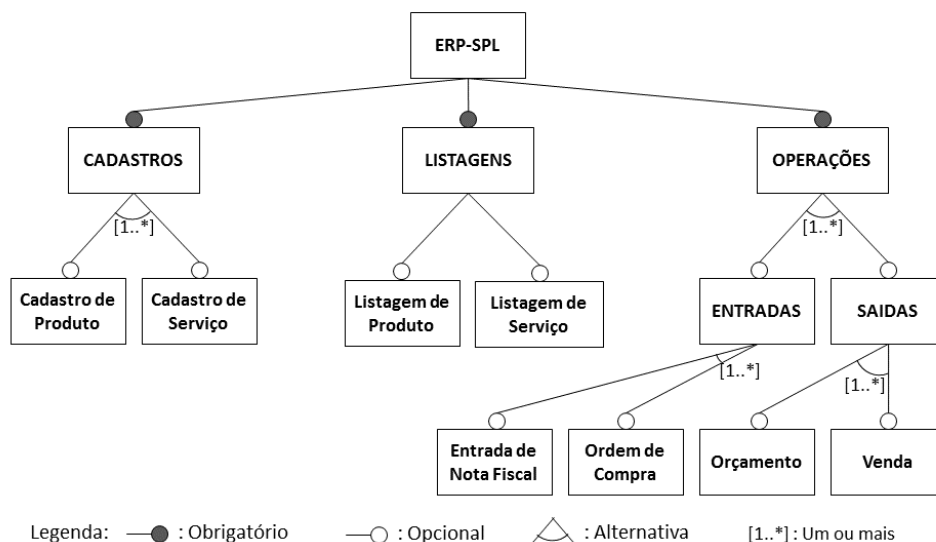 ERP-SPL
CADASTROS
LISTAGENS
OPERAÇÕES
[1..*]
[1..*]
Cadastro de
Produto
Cadastro de
Serviço
Listagem de
Produto
Listagem de
Serviço
ENTRADAS
SAIDAS
[1..*]
[1..*]
Entrada de
Nota Fiscal
Ordem de
Compra
Orçamento
Venda
Legenda: : Obrigatório : Opcional : Alternativa [1..*] : Um ou mais